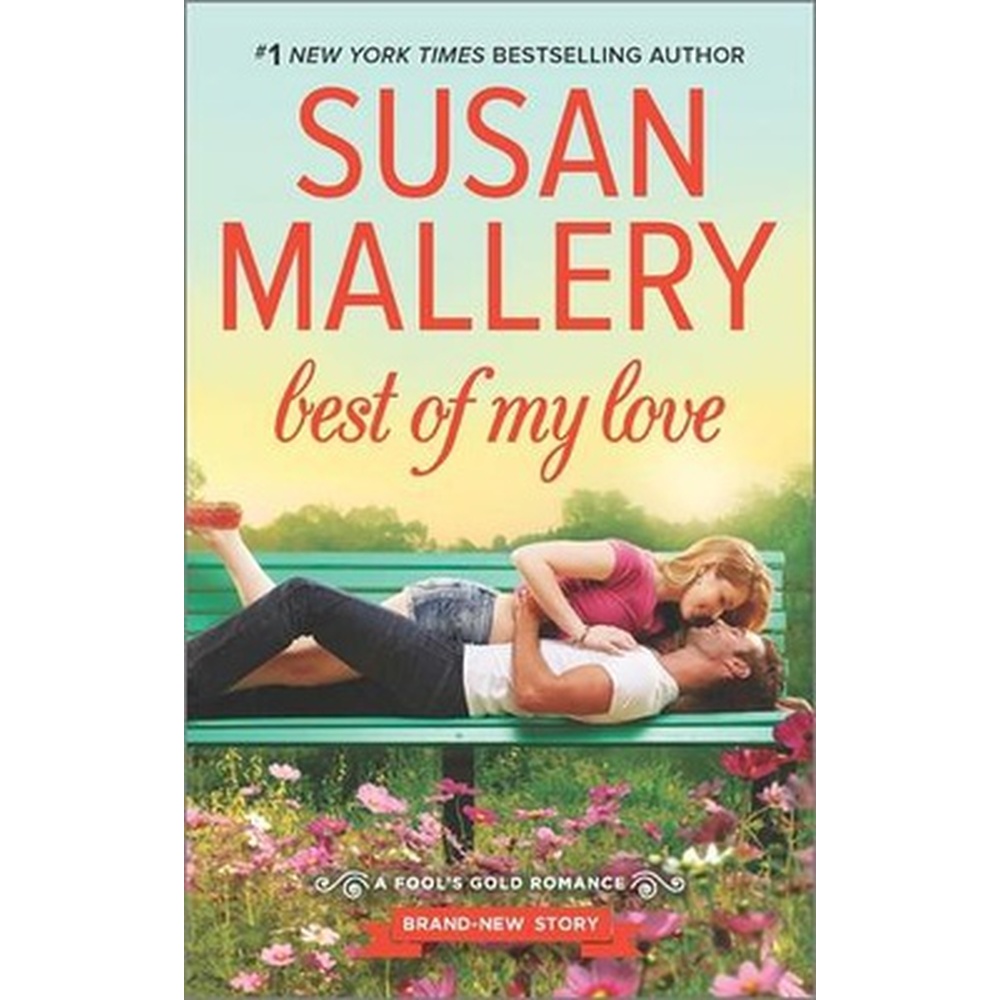 #1 NEW YORK TIMES BESTSELLING AUTHOR
SUSAN
MALLERY
best of my love
A FOOL'S GOLD ROMANCE
BRAND-NEW STORY